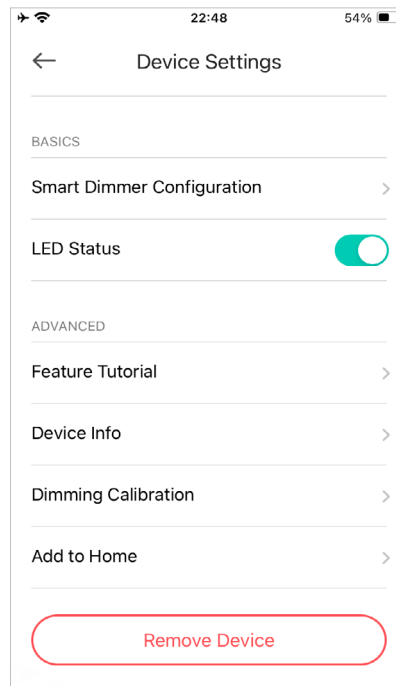 22:48
54%
Device Settings
BASICS
Smart Dimmer Configuration
LED Status
ADVANCED
Feature Tutorial
Device Info
Dimming Calibration
Add to Home
Remove Device